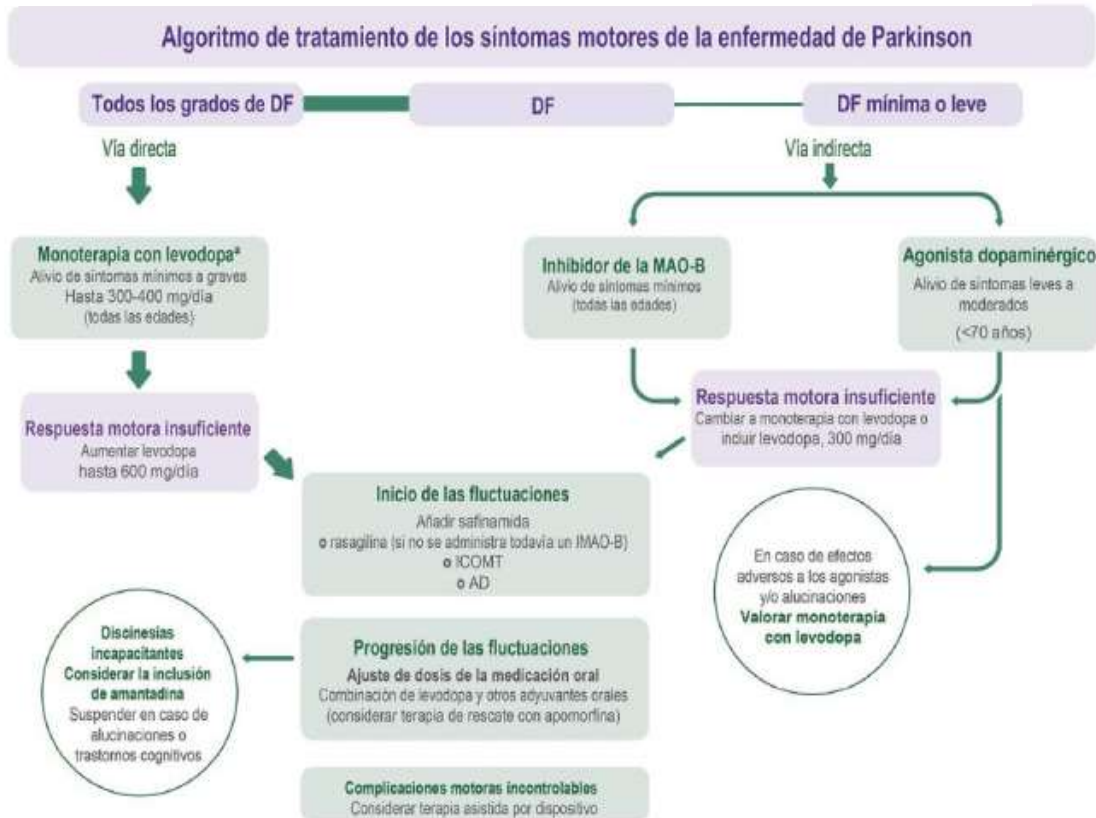 Algoritmo de tratamiento de los síntomas motores de la enfermedad de Parkinson
Todos los grados de DF
DF
DF mínima o leve
Vía directa
Vía indirecta
Monoterapia con levodopaª
Alivio de síntomas mínimos a graves
Hasta 300-400 mg/día
(todas las edades)
Inhibidor de la MAO-B
Alivio de síntomas mínimos
(todas las edades)
Agonista dopaminérgico
Alivio de síntomas leves a
moderados
(<70 años)
Respuesta motora insuficiente
Aumentar levodopa
hasta 600 mg/día
Respuesta motora insuficiente
Cambiar a monoterapia con levodopa o
incluir levodopa, 300 mg/día
Inicio de las fluctuaciones
Añadir safinamida
o rasagilina (si no se administra todavía un IMAO-B)
o ICOMT
o AD
En caso de efectos
adversos a los agonistas
y/o alucinaciones
Valorar monoterapia
con levodopa
Discinesias
incapacitantes
Considerar la inclusión
de amantadina
Suspender en caso de
alucinaciones o
trastornos cognitivos
Progresión de las fluctuaciones
Ajuste de dosis de la medicación oral
Combinación de levodopa y otros adyuvantes orales
(considerar terapia de rescate con apomorfina)
Complicaciones motoras incontrolables
Considerar terapia asistida por dispositivo